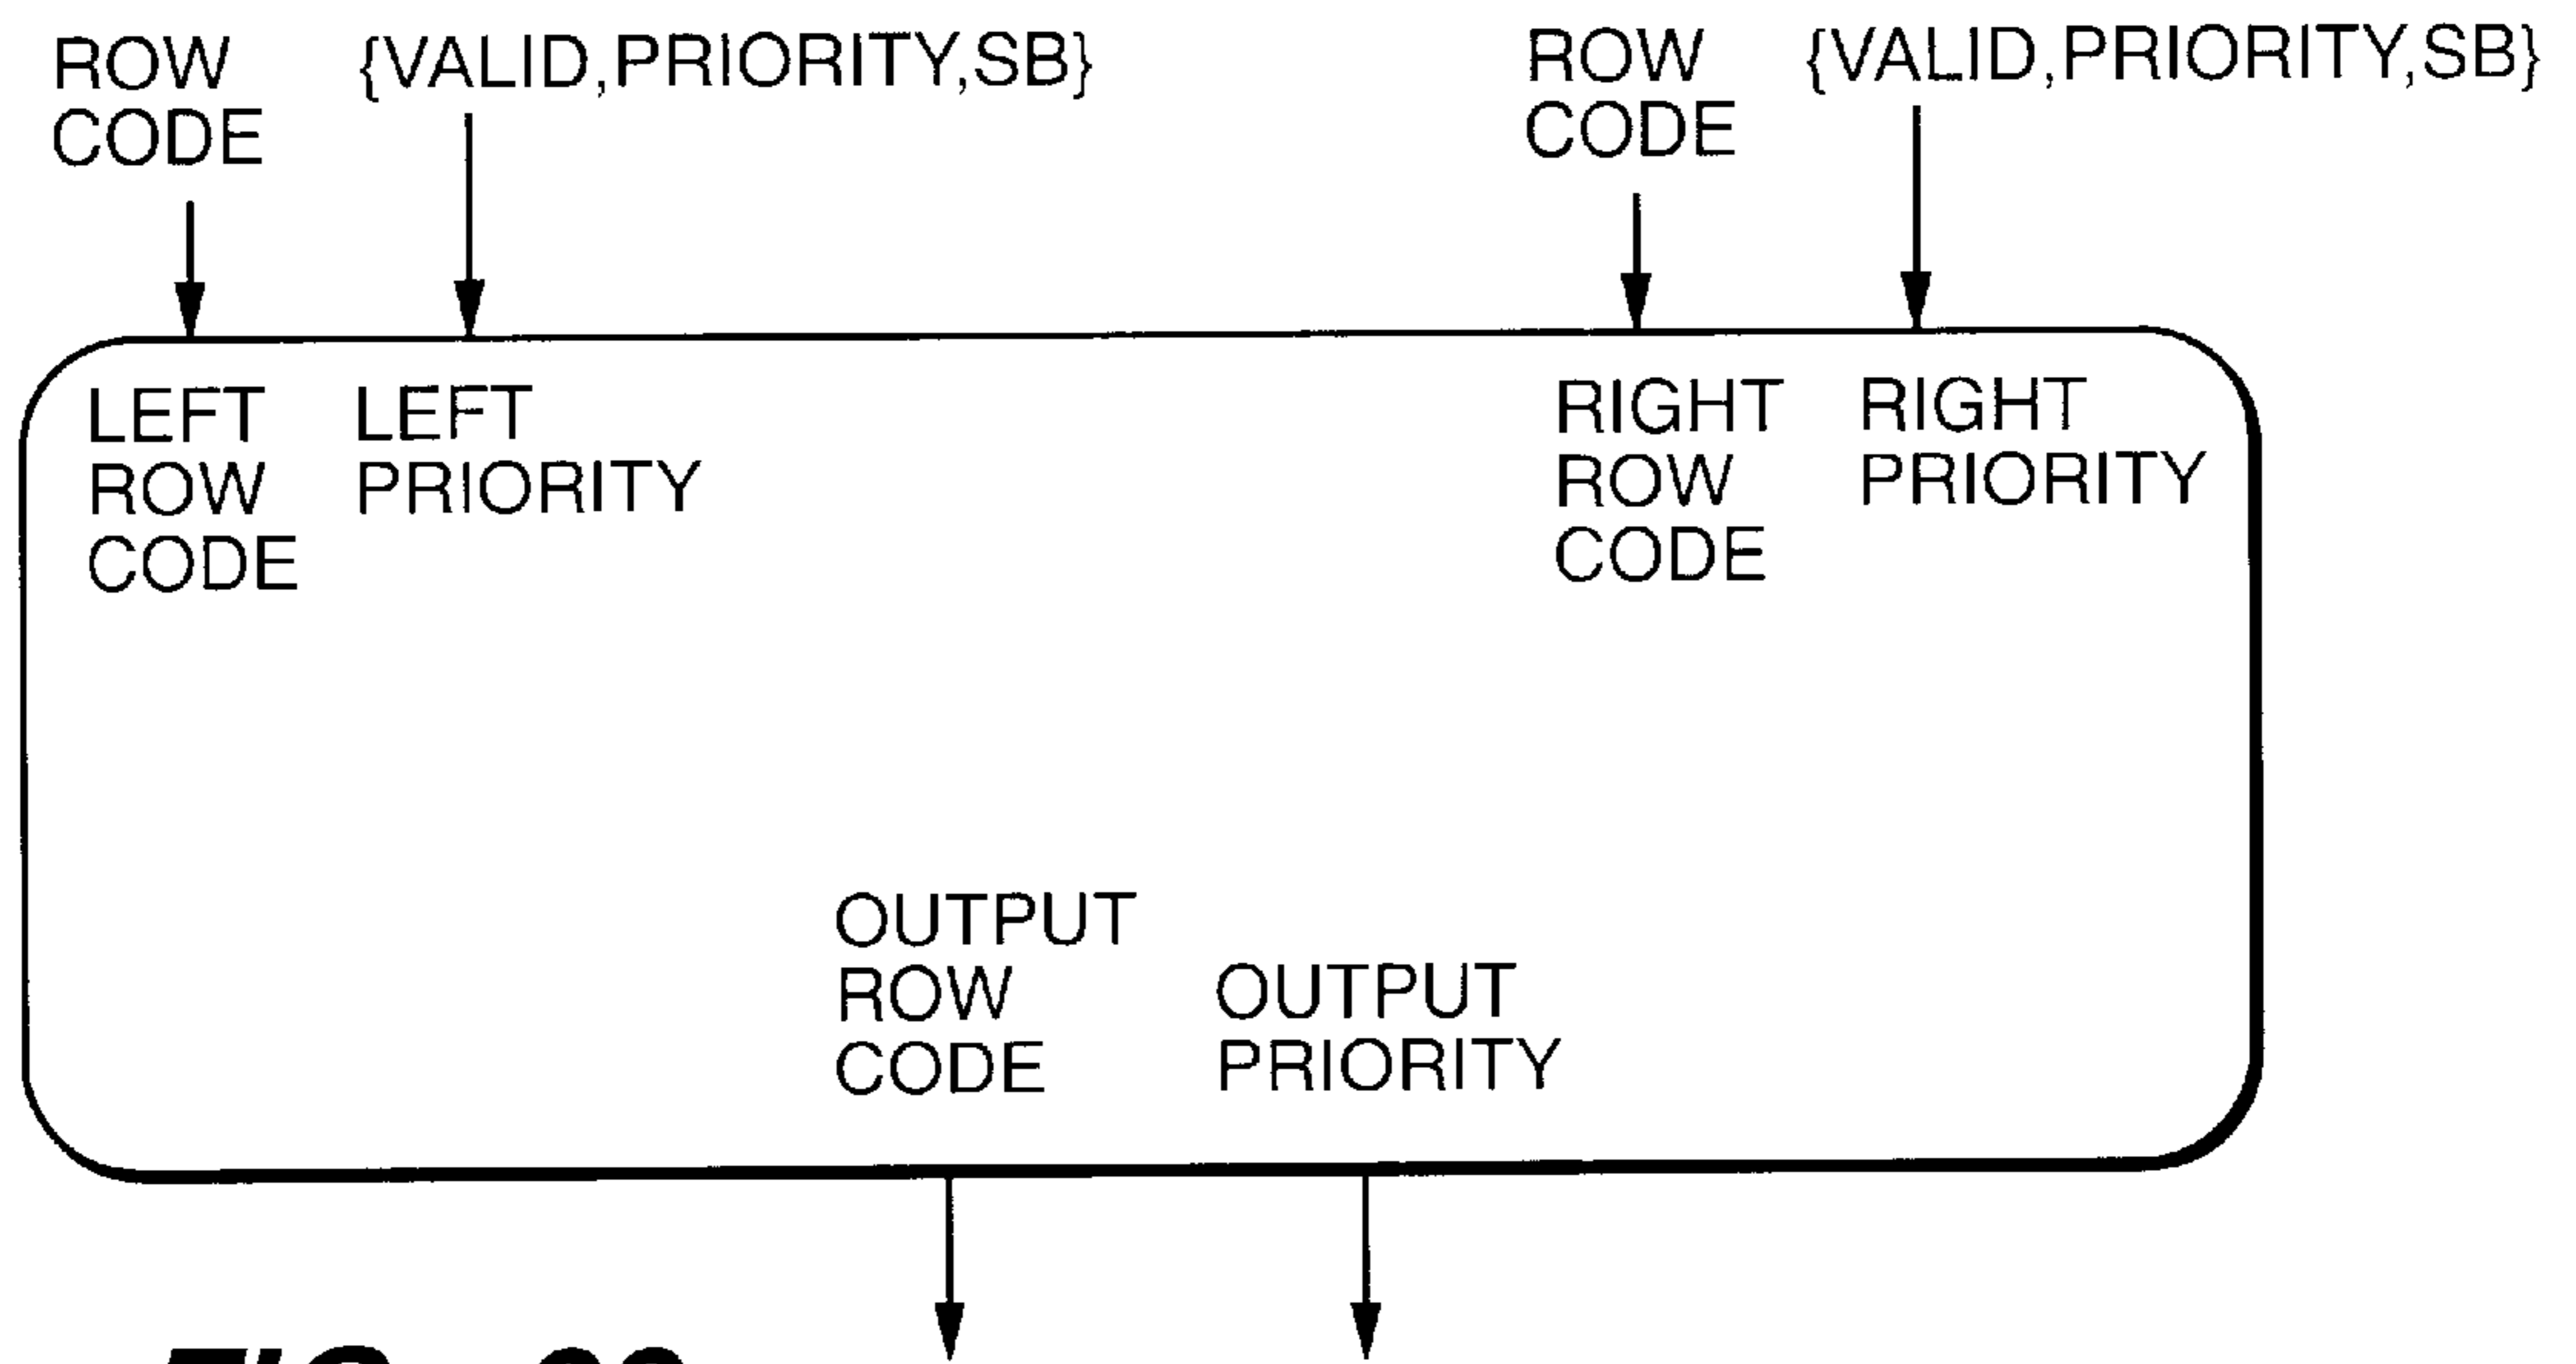 ROW
CODE
{VALID,PRIORITY,SB}
ROW
CODE
{VALID,PRIORITY,SB}
LEFT
ROW
CODE
LEFT
PRIORITY
RIGHT
ROW
CODE
RIGHT
PRIORITY
OUTPUT
ROW
CODE
OUTPUT
PRIORITY